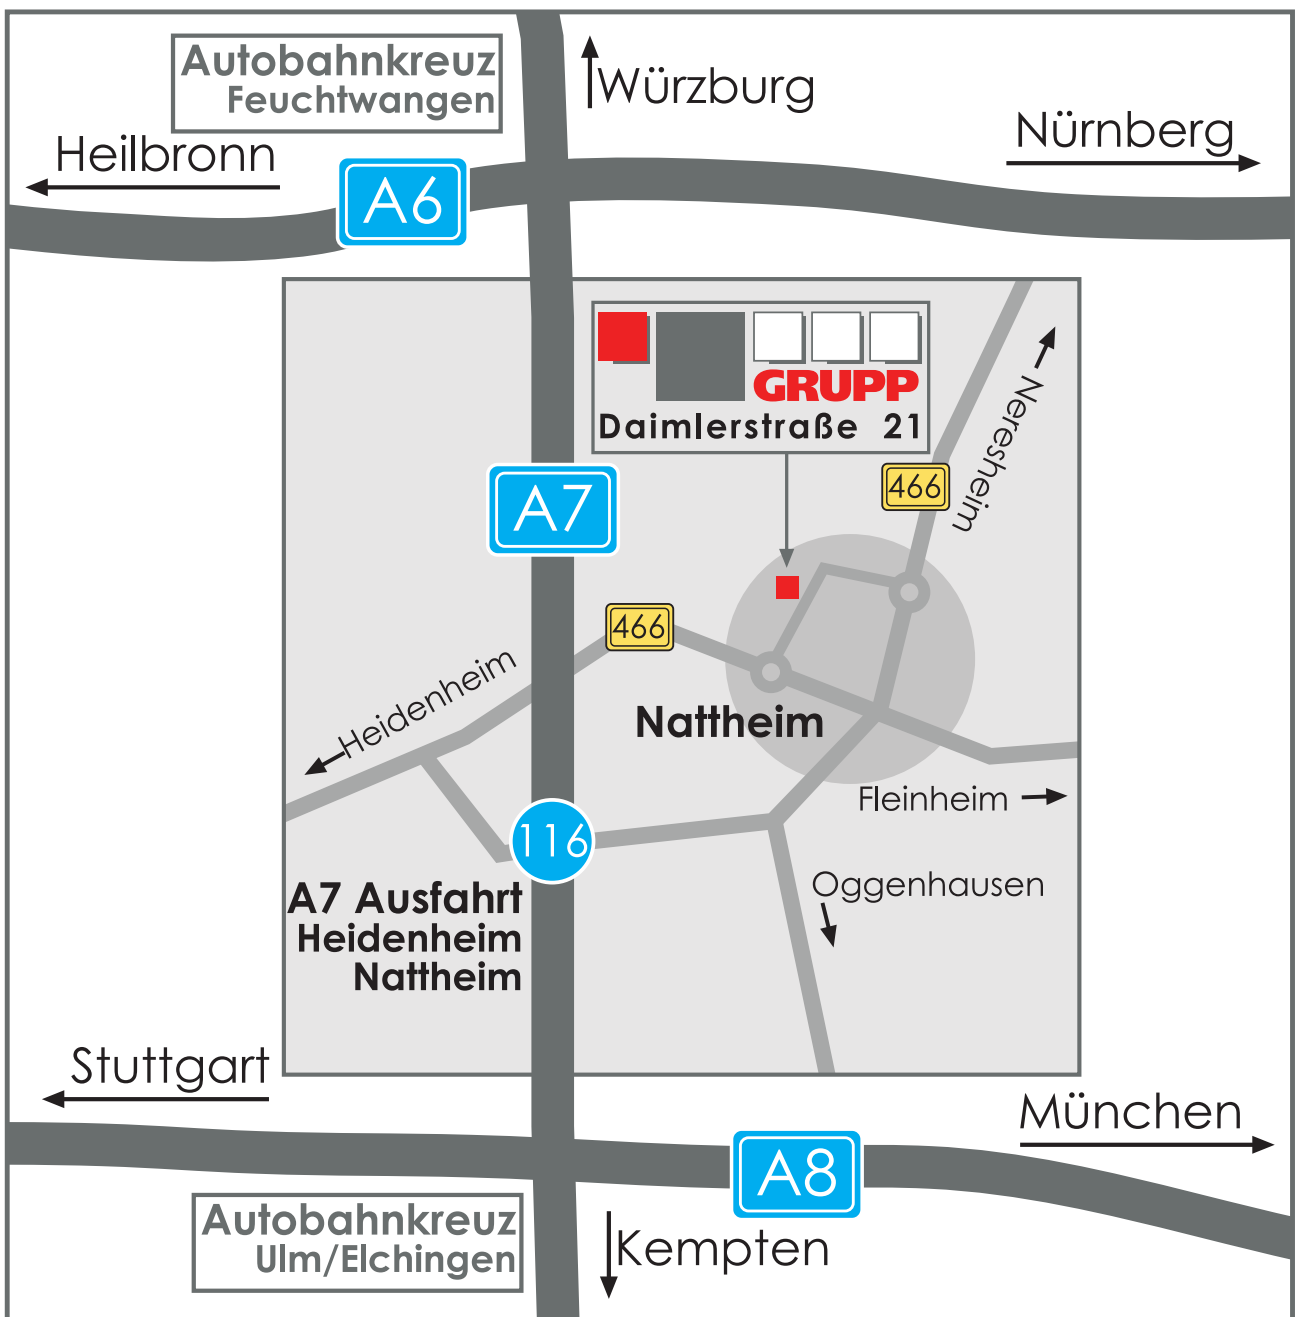 Autobahnkreuz
Feuchtwangen
Würzburg
Nürnberg
Heilbronn
A6
GRUPP
Daimlerstraße 21
Neresheim
466
A7
466
Heidenheim
Nattheim
Fleinheim
116
Oggenhausen
A7 Ausfahrt
Heidenheim
Nattheim
Stuttgart
München
A8
Autobahnkreuz
Ulm/Elchingen
Kempten